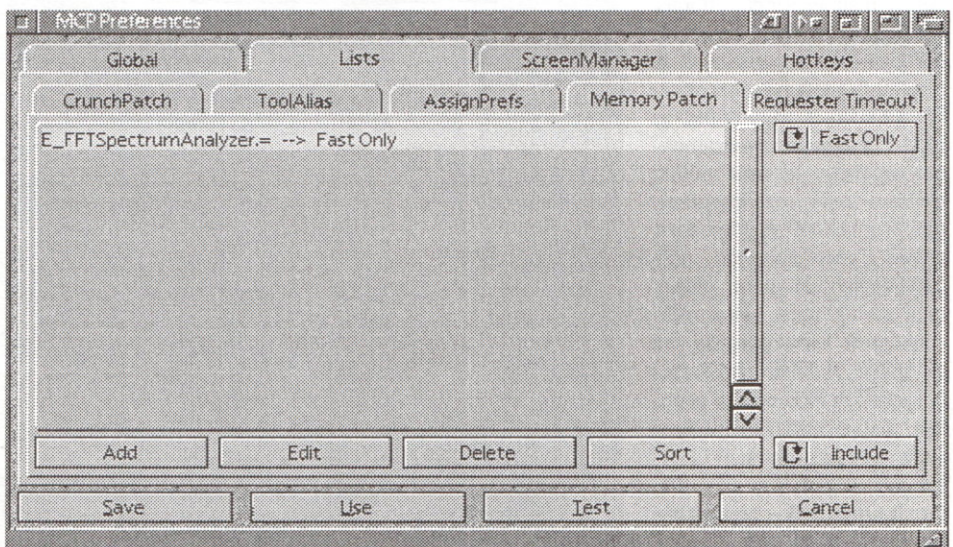 MCP Preferences
Global Lists ScreenManager Hotkeys
CrunchPatch ToolAlias AssignPrefs Memory Patch Requester Timeout
E_FFTSpectrumAnalyzer.= --> Fast Only
Fast Only
Add Edit Delete Sort Include
Save Use Test Cancel